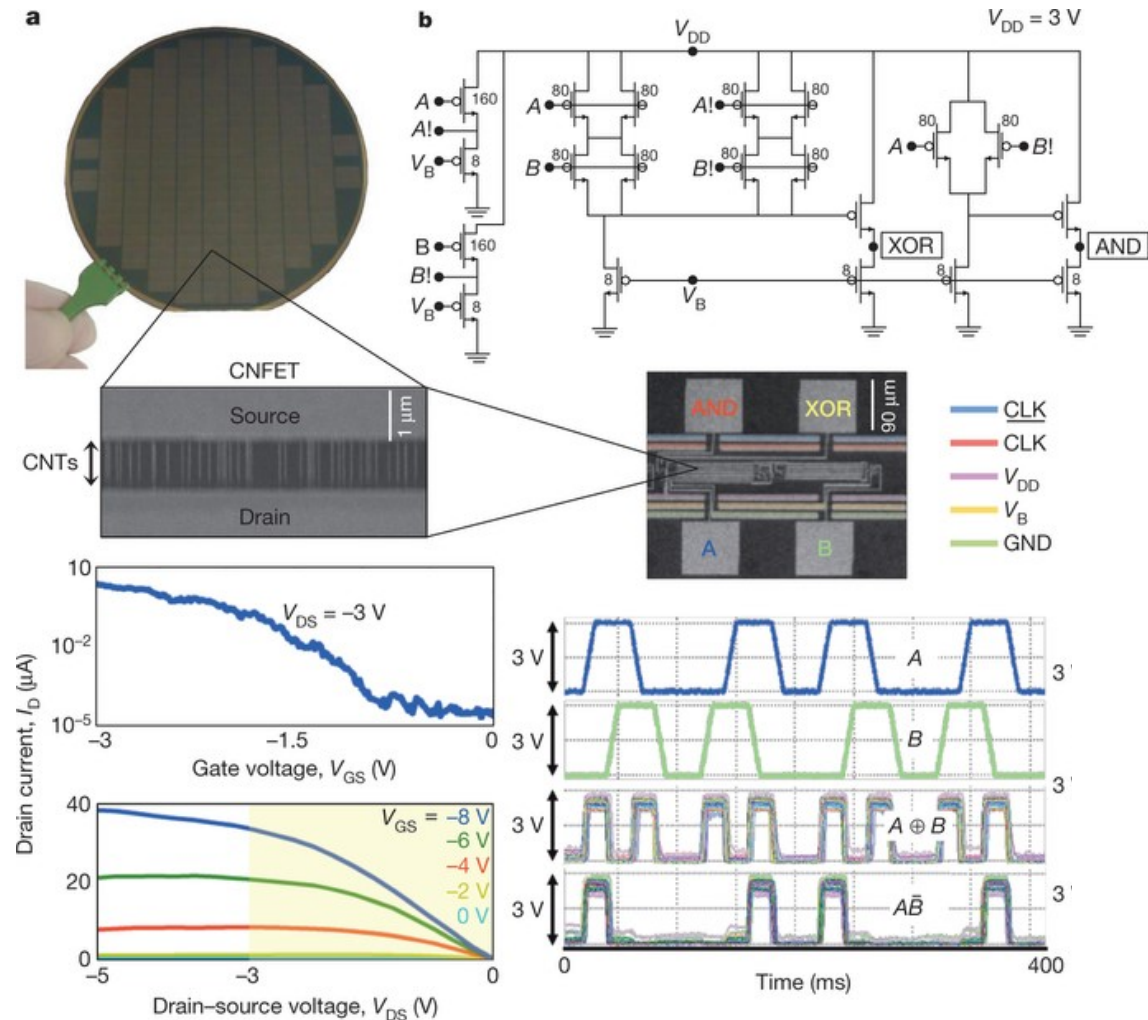 a
b
V_DD
V_DD = 3 V
A
160
A!
V_B
8
B
160
B!
V_B
8
A
80
80
B
80
80
A!
80
80
B!
80
80
A
80
80
B!
XOR
AND
8
V_B
8
8
8
CNFET
Source
1 μm
CNTs
Drain
AND
XOR
90 μm
A
B
CLK
CLK
V_DD
V_B
GND
10
10⁻²
10⁻⁵
V_DS = −3 V
−3
−1.5
0
Gate voltage, V_GS (V)
Drain current, I_D (μA)
40
20
0
V_GS = −8 V
−6 V
−4 V
−2 V
0 V
−5
−3
0
Drain–source voltage, V_DS (V)
3 V
A
3 V
3 V
B
3 V
3 V
A ⊕ B
3 V
3 V
AB̄
3 V
0
400
Time (ms)